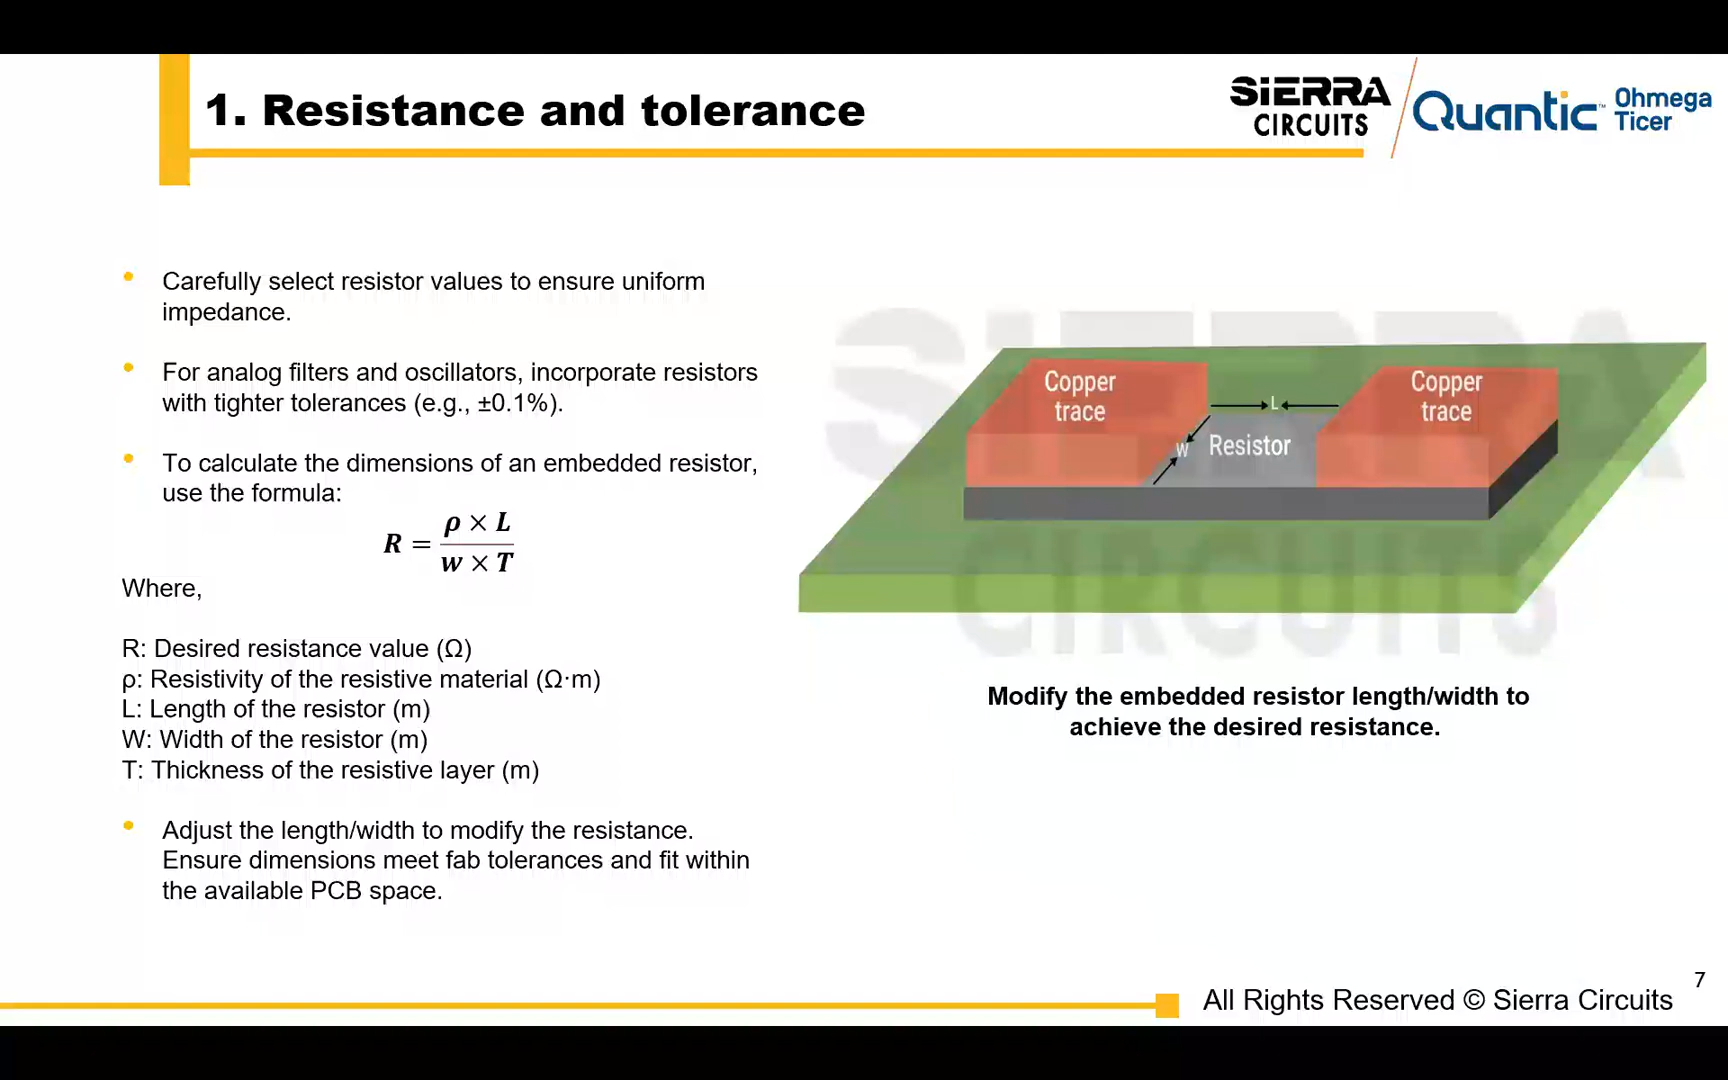 1. Resistance and tolerance
SiERRA
CIRCUITS
Quantic™ Ohmega
Ticer
• Carefully select resistor values to ensure uniform
impedance.
• For analog filters and oscillators, incorporate resistors
with tighter tolerances (e.g., ±0.1%).
• To calculate the dimensions of an embedded resistor,
use the formula:
R = ρ × L
w × T
Where,
R: Desired resistance value (Ω)
ρ: Resistivity of the resistive material (Ω·m)
L: Length of the resistor (m)
W: Width of the resistor (m)
T: Thickness of the resistive layer (m)
• Adjust the length/width to modify the resistance.
Ensure dimensions meet fab tolerances and fit within
the available PCB space.
SiERRA
CIRCUITS
Copper
trace
L
W
Resistor
Copper
trace
Modify the embedded resistor length/width to
achieve the desired resistance.
7
All Rights Reserved © Sierra Circuits